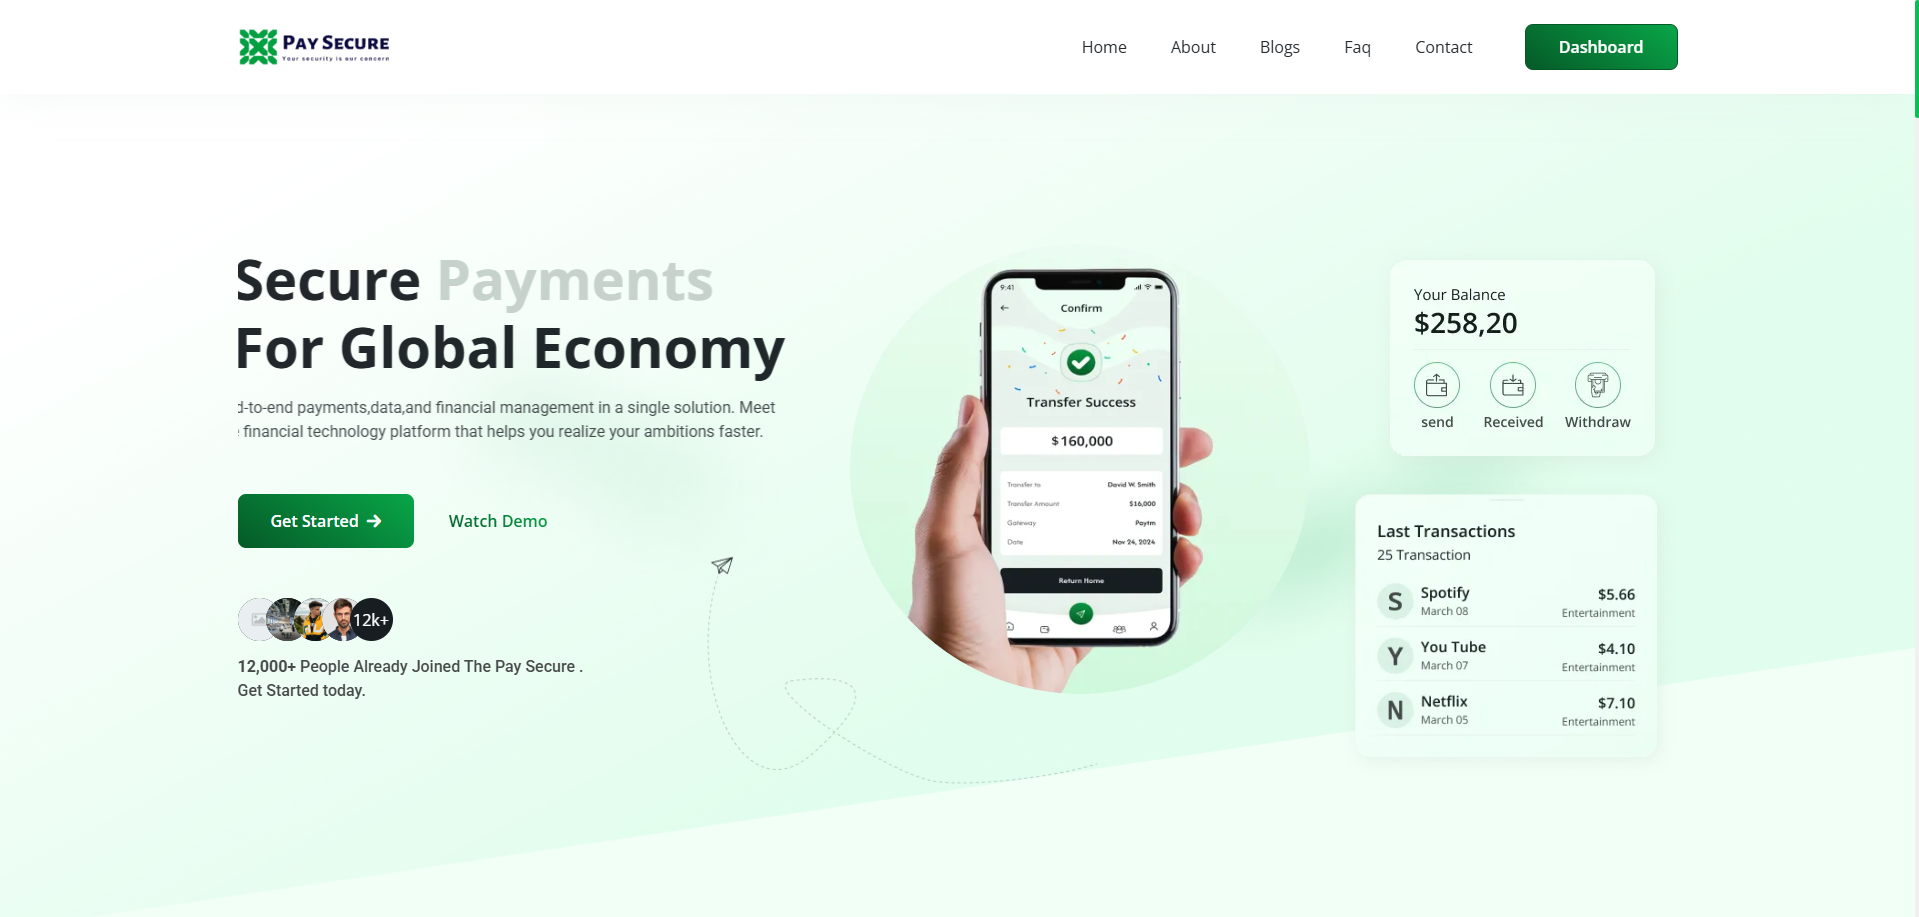 PAY SECURE
Your security is our concern
Home About Blogs Faq Contact Dashboard
Secure Payments
For Global Economy
d-to-end payments,data,and financial management in a single solution. Meet
financial technology platform that helps you realize your ambitions faster.
Get Started
Watch Demo
12k+
12,000+ People Already Joined The Pay Secure .
Get Started today.
9:41
Confirm
Transfer Success
$160,000
Transfer to David W. Smith
Transfer Amount $16,000
Gateway Paytm
Date Nov 24, 2024
Return Home
Your Balance
$258,20
send Received Withdraw
Last Transactions
25 Transaction
S Spotify $5.66
March 08 Entertainment
Y You Tube $4.10
March 07 Entertainment
N Netflix $7.10
March 05 Entertainment